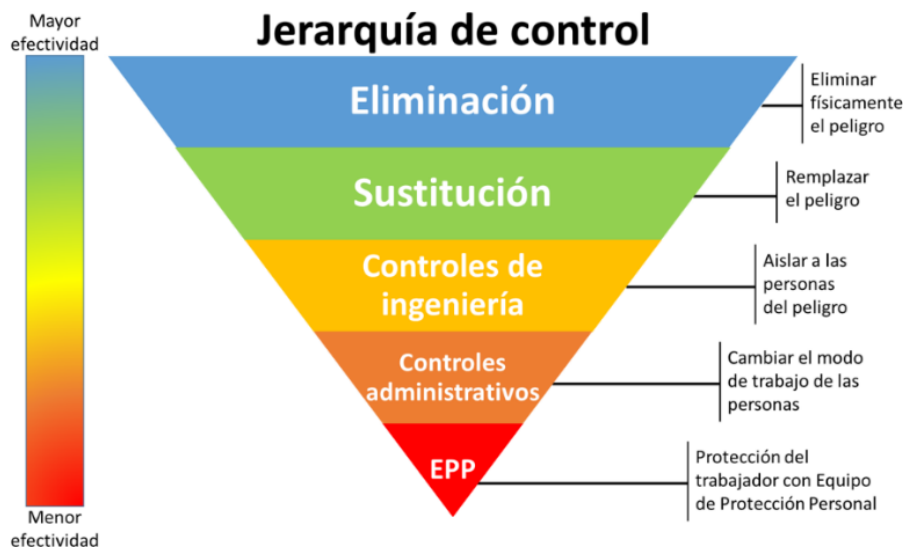 Jerarquía de control
Mayor
efectividad
Eliminación
Eliminar
físicamente
el peligro
Sustitución
Remplazar
el peligro
Controles de
ingeniería
Aislar a las
personas
del peligro
Controles
administrativos
Cambiar el modo
de trabajo de las
personas
EPP
Protección del
trabajador con Equipo
de Protección Personal
Menor
efectividad